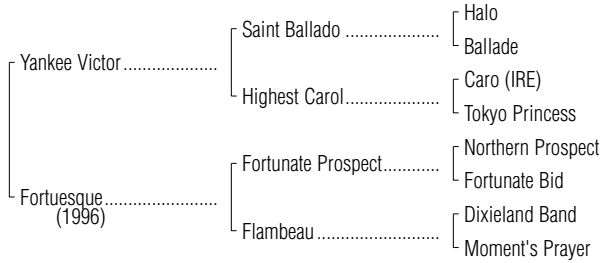 Halo
Saint Ballado
Ballade
Yankee Victor
Caro (IRE)
Highest Carol
Tokyo Princess
Northern Prospect
Fortunate Prospect
Fortunate Bid
Fortuesque
(1996)
Dixieland Band
Flambeau
Moment's Prayer